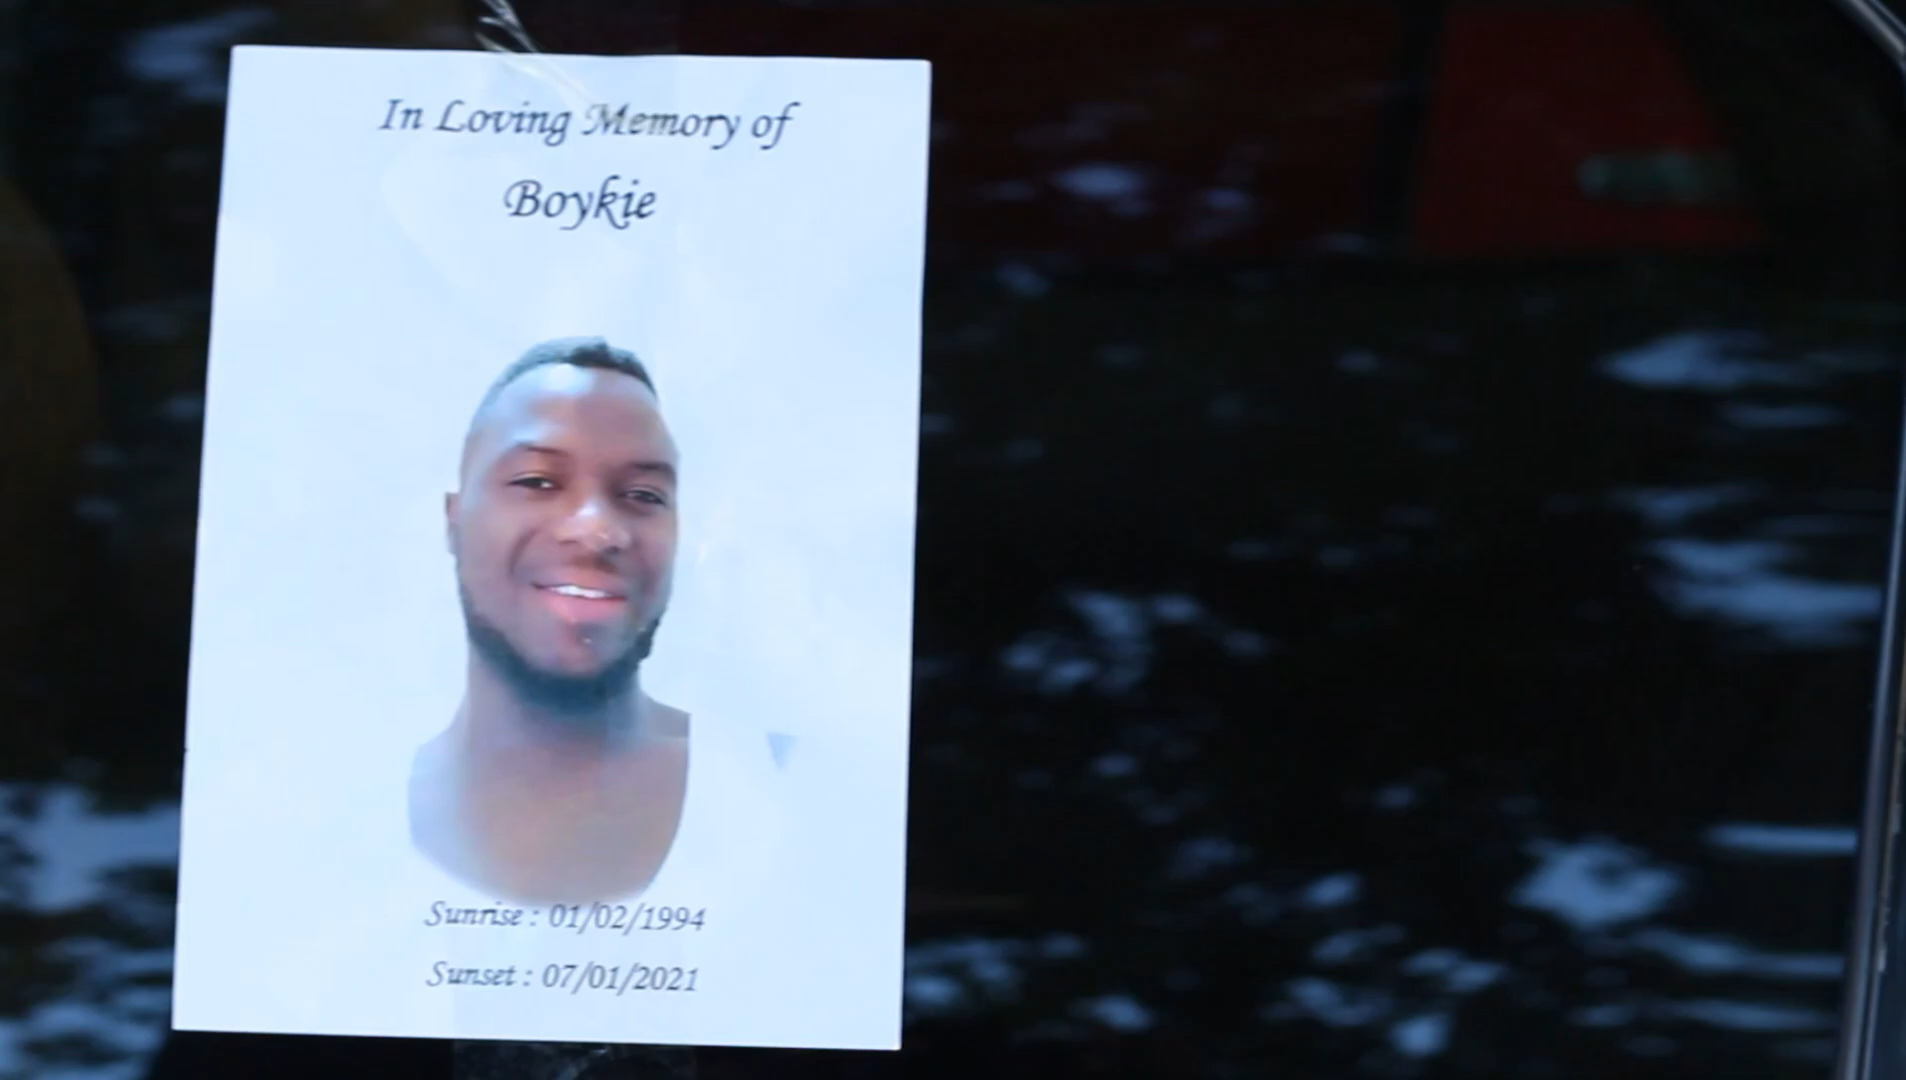 In Loving Memory of
Boykie
Sunrise : 01/02/1994
Sunset : 07/01/2021